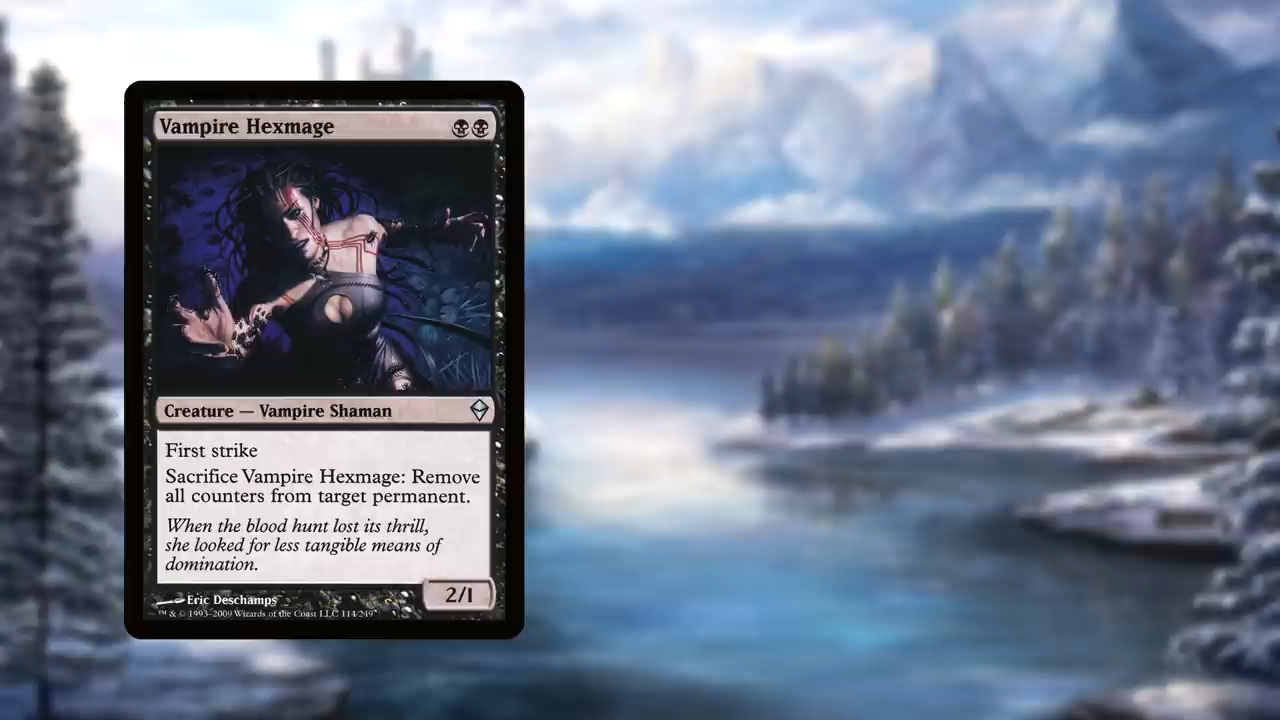 Vampire Hexmage
Creature — Vampire Shaman
First strike
Sacrifice Vampire Hexmage: Remove
all counters from target permanent.
When the blood hunt lost its thrill,
she looked for less tangible means of
domination.
2/1
Eric Deschamps
™ & © 1993–2009 Wizards of the Coast LLC 114/249